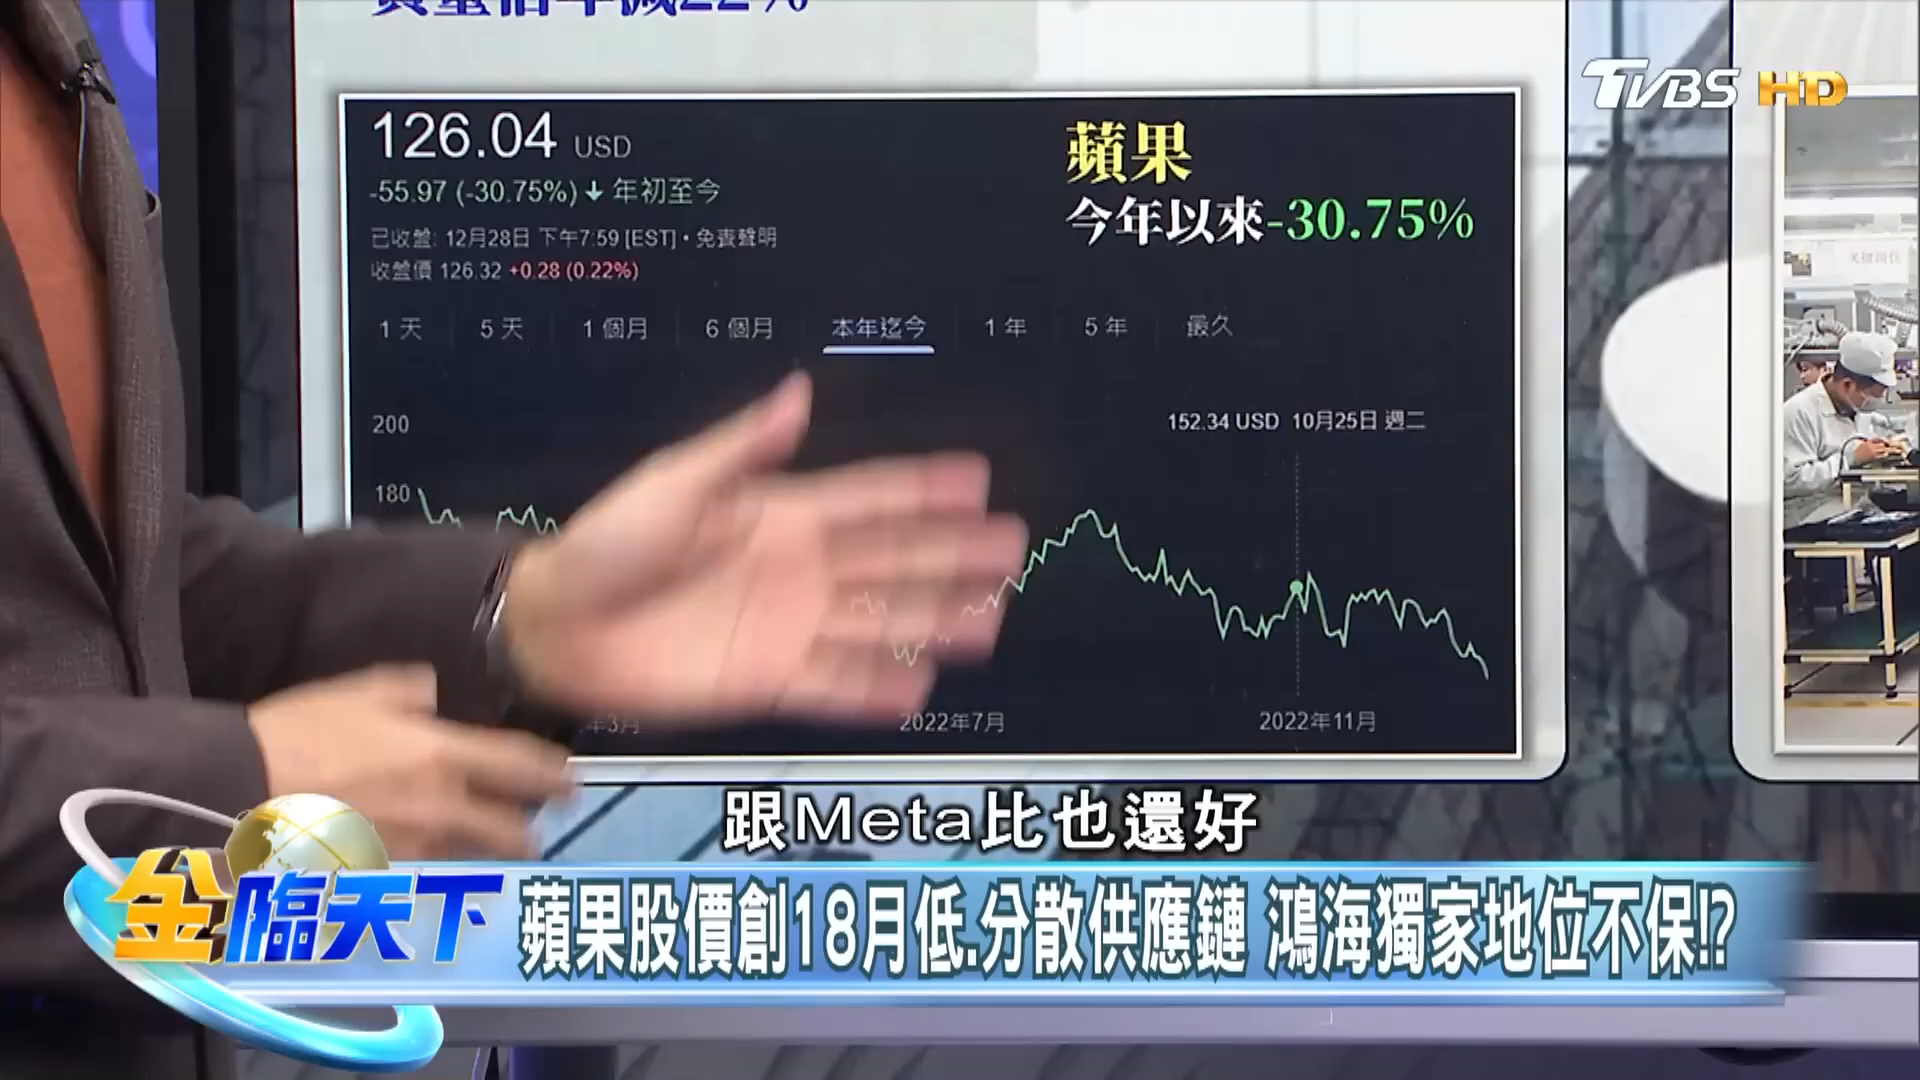 TVBS HD
126.04 USD
-55.97 (-30.75%) ↓ 年初至今
已收盤: 12月28日 下午7:59 [EST] • 免責聲明
收盤價 126.32 +0.28 (0.22%)
蘋果
今年以來-30.75%
1 天 5 天 1 個月 6 個月 本年迄今 1 年 5 年 最久
152.34 USD 10月25日 週二
200
180
年3月 2022年7月 2022年11月
跟Meta比也還好
金臨天下
蘋果股價創18月低.分散供應鏈 鴻海獨家地位不保!?